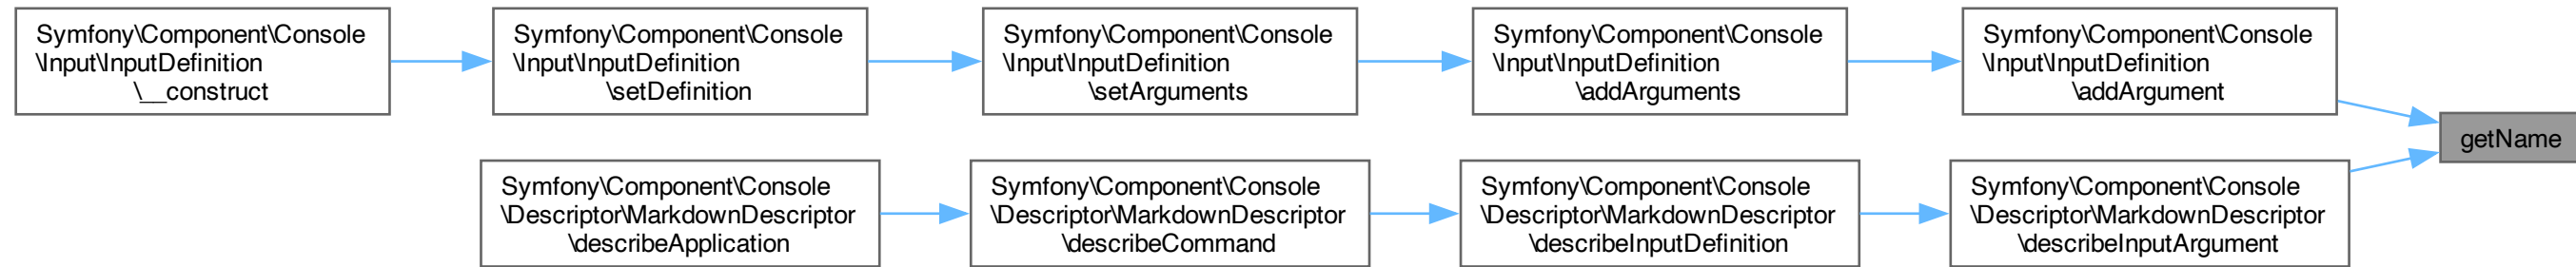 Symfony\Component\Console
\Input\InputDefinition
\__construct
Symfony\Component\Console
\Input\InputDefinition
\setDefinition
Symfony\Component\Console
\Input\InputDefinition
\setArguments
Symfony\Component\Console
\Input\InputDefinition
\addArguments
Symfony\Component\Console
\Input\InputDefinition
\addArgument
getName
Symfony\Component\Console
\Descriptor\MarkdownDescriptor
\describeApplication
Symfony\Component\Console
\Descriptor\MarkdownDescriptor
\describeCommand
Symfony\Component\Console
\Descriptor\MarkdownDescriptor
\describeInputDefinition
Symfony\Component\Console
\Descriptor\MarkdownDescriptor
\describeInputArgument